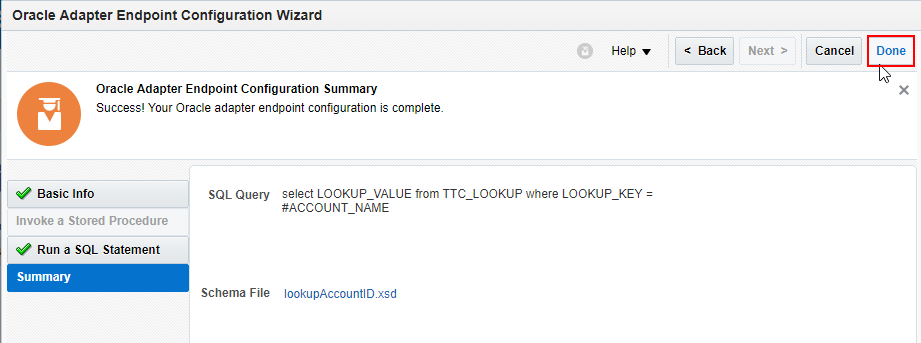 Oracle Adapter Endpoint Configuration Wizard
Help
< Back
Next >
Cancel
Done
Oracle Adapter Endpoint Configuration Summary
Success! Your Oracle adapter endpoint configuration is complete.
Basic Info
Invoke a Stored Procedure
Run a SQL Statement
Summary
SQL Query
select LOOKUP_VALUE from TTC_LOOKUP where LOOKUP_KEY =
#ACCOUNT_NAME
Schema File
lookupAccountID.xsd